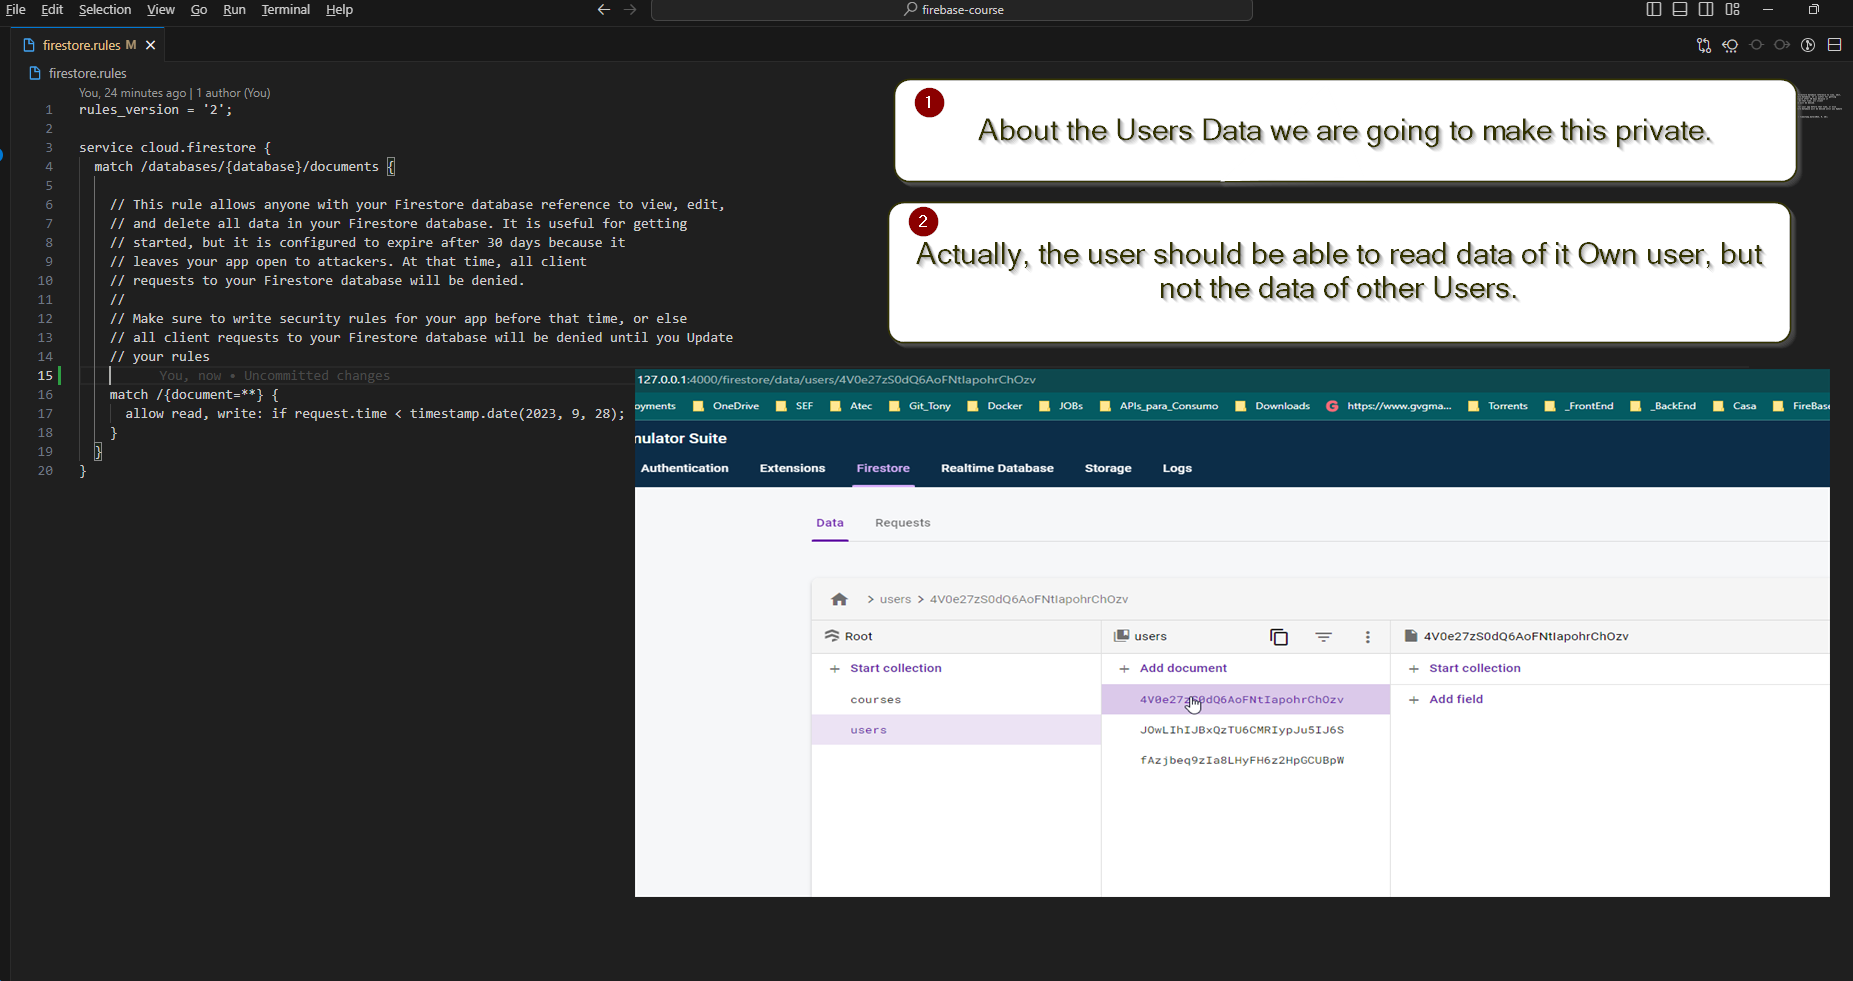 File Edit Selection View Go Run Terminal Help
firebase-course
firestore.rules M
firestore.rules
You, 24 minutes ago | 1 author (You)
1 rules_version = '2';
2
3 service cloud.firestore {
4 match /databases/{database}/documents {
5
6 // This rule allows anyone with your Firestore database reference to view, edit,
7 // and delete all data in your Firestore database. It is useful for getting
8 // started, but it is configured to expire after 30 days because it
9 // leaves your app open to attackers. At that time, all client
10 // requests to your Firestore database will be denied.
11 //
12 // Make sure to write security rules for your app before that time, or else
13 // all client requests to your Firestore database will be denied until you Update
14 // your rules
15 You, now • Uncommitted changes
16 match /{document=**} {
17 allow read, write: if request.time < timestamp.date(2023, 9, 28);
18 }
19 }
20 }
1
About the Users Data we are going to make this private.
2
Actually, the user should be able to read data of it Own user, but
not the data of other Users.
127.0.0.1:4000/firestore/data/users/4V0e27zS0dQ6AoFNtIapohrChOzv
oyments OneDrive SEF Atec Git_Tony Docker JOBs APIs_para_Consumo Downloads https://www.gvgma... Torrents _FrontEnd _BackEnd Casa FireBase
nulator Suite
Authentication Extensions Firestore Realtime Database Storage Logs
Data Requests
> users > 4V0e27zS0dQ6AoFNtIapohrChOzv
Root users 4V0e27zS0dQ6AoFNtIapohrChOzv
+ Start collection + Add document + Start collection
courses 4V0e27zS0dQ6AoFNtIapohrChOzv + Add field
users JOwLIhIJBxQzTU6CMRIypJu5IJ6S
fAzjbeq9zIa8LHyFH6z2HpGCUBpW